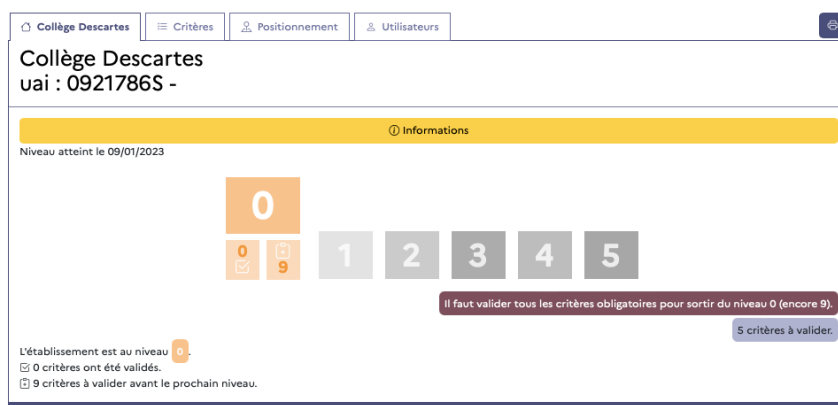 Collège Descartes
Critères
Positionnement
Utilisateurs
Collège Descartes
uai : 0921786S -
Informations
Niveau atteint le 09/01/2023
0
0
9
1
2
3
4
5
Il faut valider tous les critères obligatoires pour sortir du niveau 0 (encore 9).
5 critères à valider.
L'établissement est au niveau 0 .
0 critères ont été validés.
9 critères à valider avant le prochain niveau.